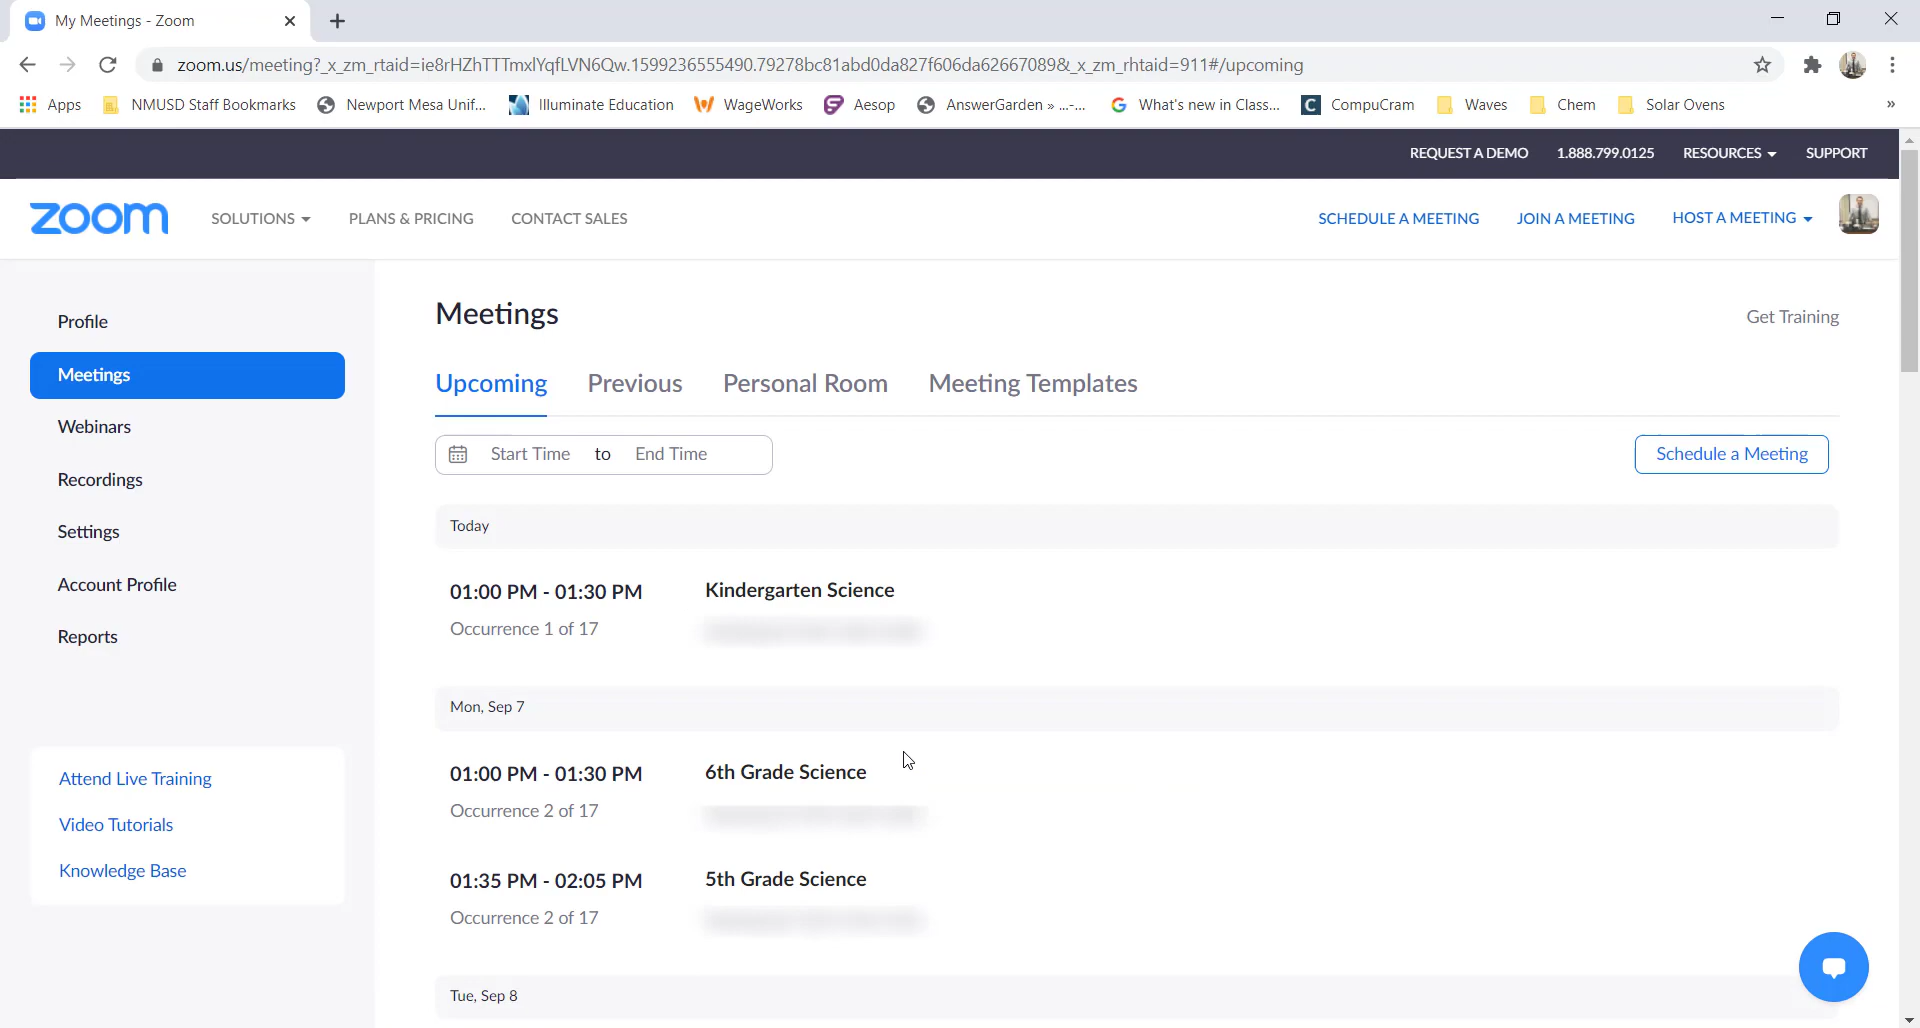 My Meetings - Zoom
zoom.us/meeting?_x_zm_rtaid=ie8rHZhTTTmxlYqfLVN6Qw.1599236555490.79278bc81abd0da827f606da62667089&_x_zm_rhtaid=911#/upcoming
Apps NMUSD Staff Bookmarks Newport Mesa Unif... Illuminate Education WageWorks Aesop AnswerGarden » ...-... What's new in Class... CompuCram Waves Chem Solar Ovens »
REQUEST A DEMO 1.888.799.0125 RESOURCES SUPPORT
zoom SOLUTIONS PLANS & PRICING CONTACT SALES SCHEDULE A MEETING JOIN A MEETING HOST A MEETING
Profile
Meetings
Webinars
Recordings
Settings
Account Profile
Reports
Attend Live Training
Video Tutorials
Knowledge Base
Meetings
Get Training
Upcoming Previous Personal Room Meeting Templates
Start Time to End Time
Schedule a Meeting
Today
01:00 PM - 01:30 PM Kindergarten Science
Occurrence 1 of 17
Mon, Sep 7
01:00 PM - 01:30 PM 6th Grade Science
Occurrence 2 of 17
01:35 PM - 02:05 PM 5th Grade Science
Occurrence 2 of 17
Tue, Sep 8